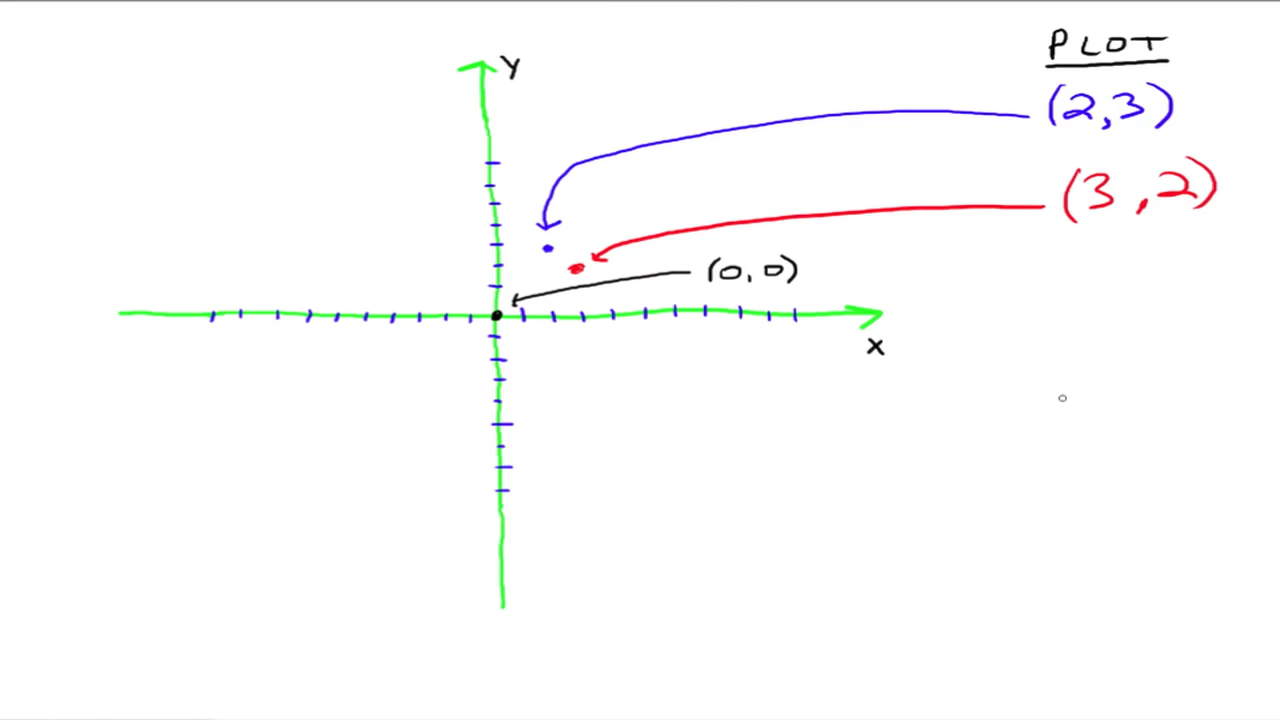 PLOT
Y
(2,3)
(3,2)
(0,0)
x